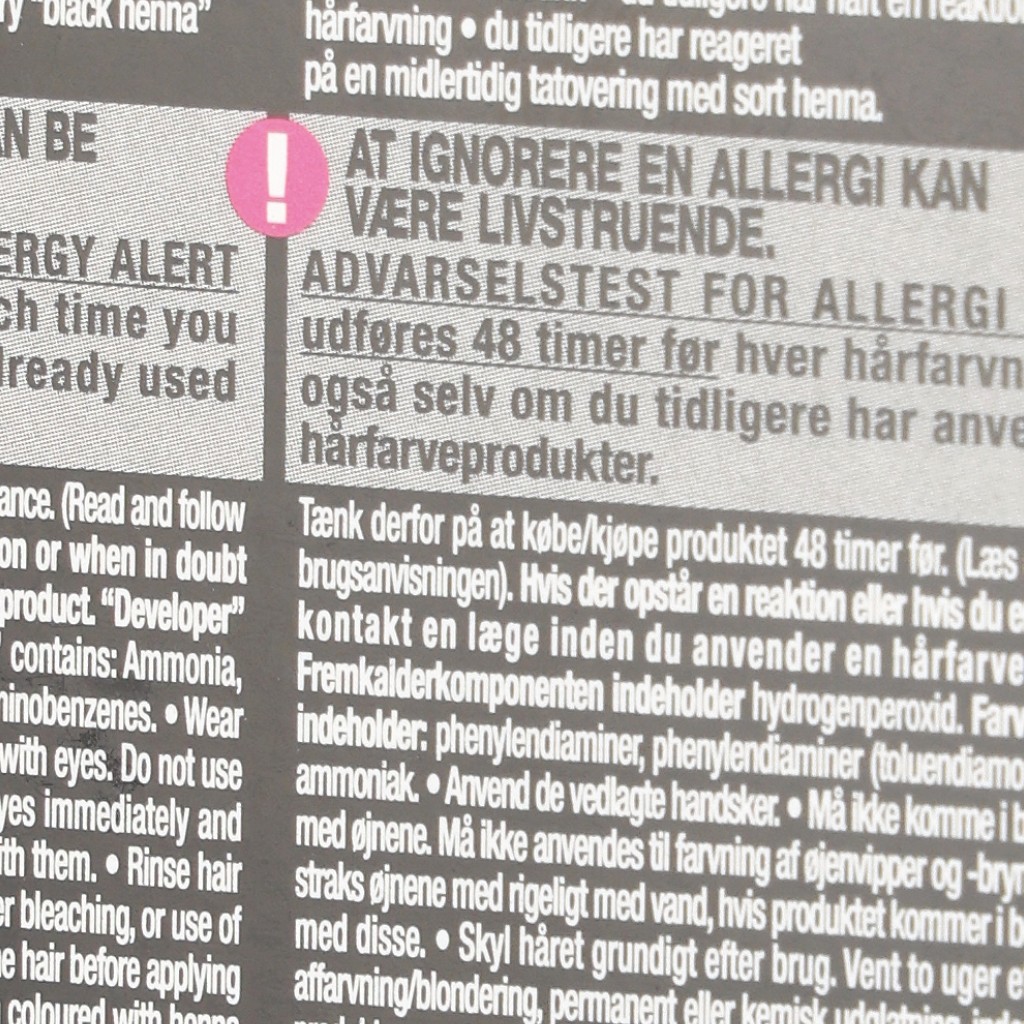 "black henna"
N BE
ERGY ALERT
ch time you
lready used
ance. (Read and follow
on or when in doubt
product. "Developer"
contains: Ammonia,
minobenzenes. • Wear
with eyes. Do not use
yes immediately and
ith them. • Rinse hair
er bleaching, or use of
e hair before applying
coloured with henna
hårfarvning • du tidligere har reageret
på en midlertidig tatovering med sort henna.
! AT IGNORERE EN ALLERGI KAN
VÆRE LIVSTRUENDE.
ADVARSELSTEST FOR ALLERGI
udføres 48 timer før hver hårfarvn
også selv om du tidligere har anve
hårfarveprodukter.
Tænk derfor på at købe/kjøpe produktet 48 timer før. (Læs
brugsanvisningen). Hvis der opstår en reaktion eller hvis du e
kontakt en læge inden du anvender en hårfarve
Fremkalderkomponenten indeholder hydrogenperoxid. Farv
indeholder: phenylendiaminer, phenylendiaminer (toluendiamo
ammoniak. • Anvend de vedlagte handsker. • Må ikke komme i b
med øjnene. Må ikke anvendes til farvning af øjenvipper og -bryn
straks øjnene med rigeligt med vand, hvis produktet kommer i b
med disse. • Skyl håret grundigt efter brug. Vent to uger e
affarvning/blondering, permanent eller kemisk udglatning,